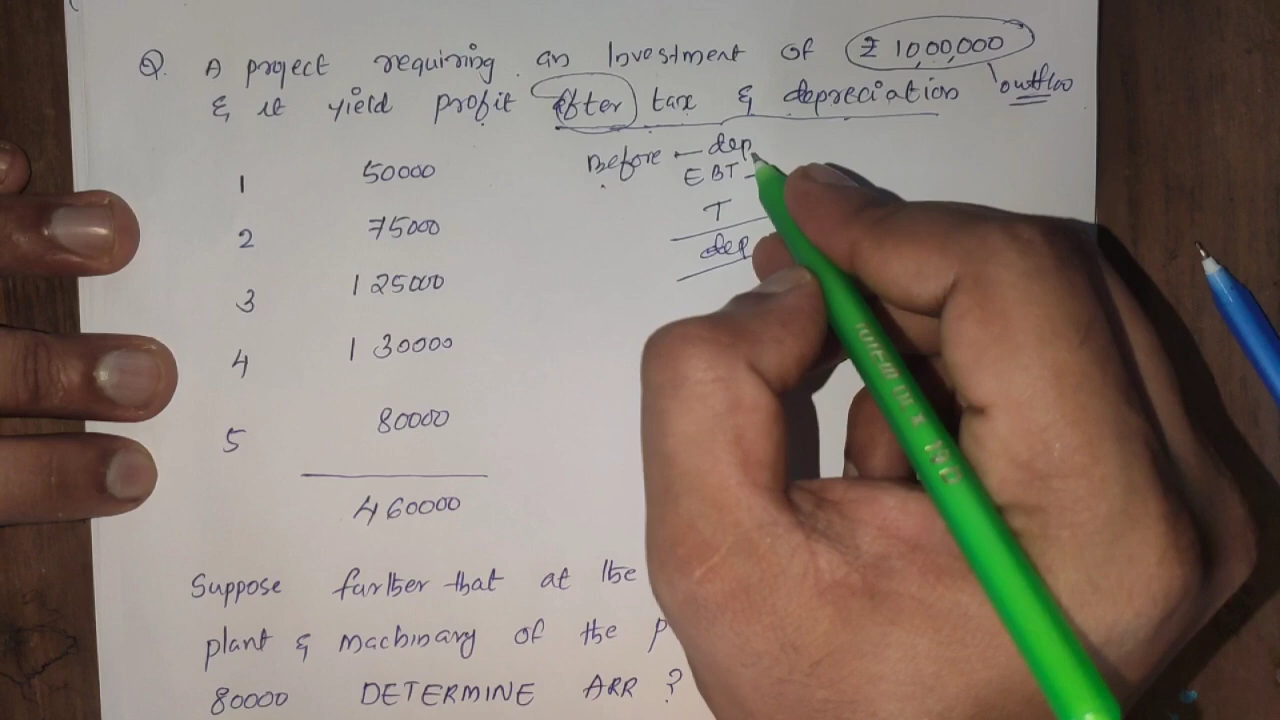 Q. A project requiring an Investment of ₹ 10,00,000
& it yield profit after tax & depreciation outflow
1 50000
2 75000
3 125000
4 130000
5 80000
460000
Before — dep
EBT -
T
dep
Suppose further that at the
plant & machinary of the P
80000 DETERMINE ARR ?